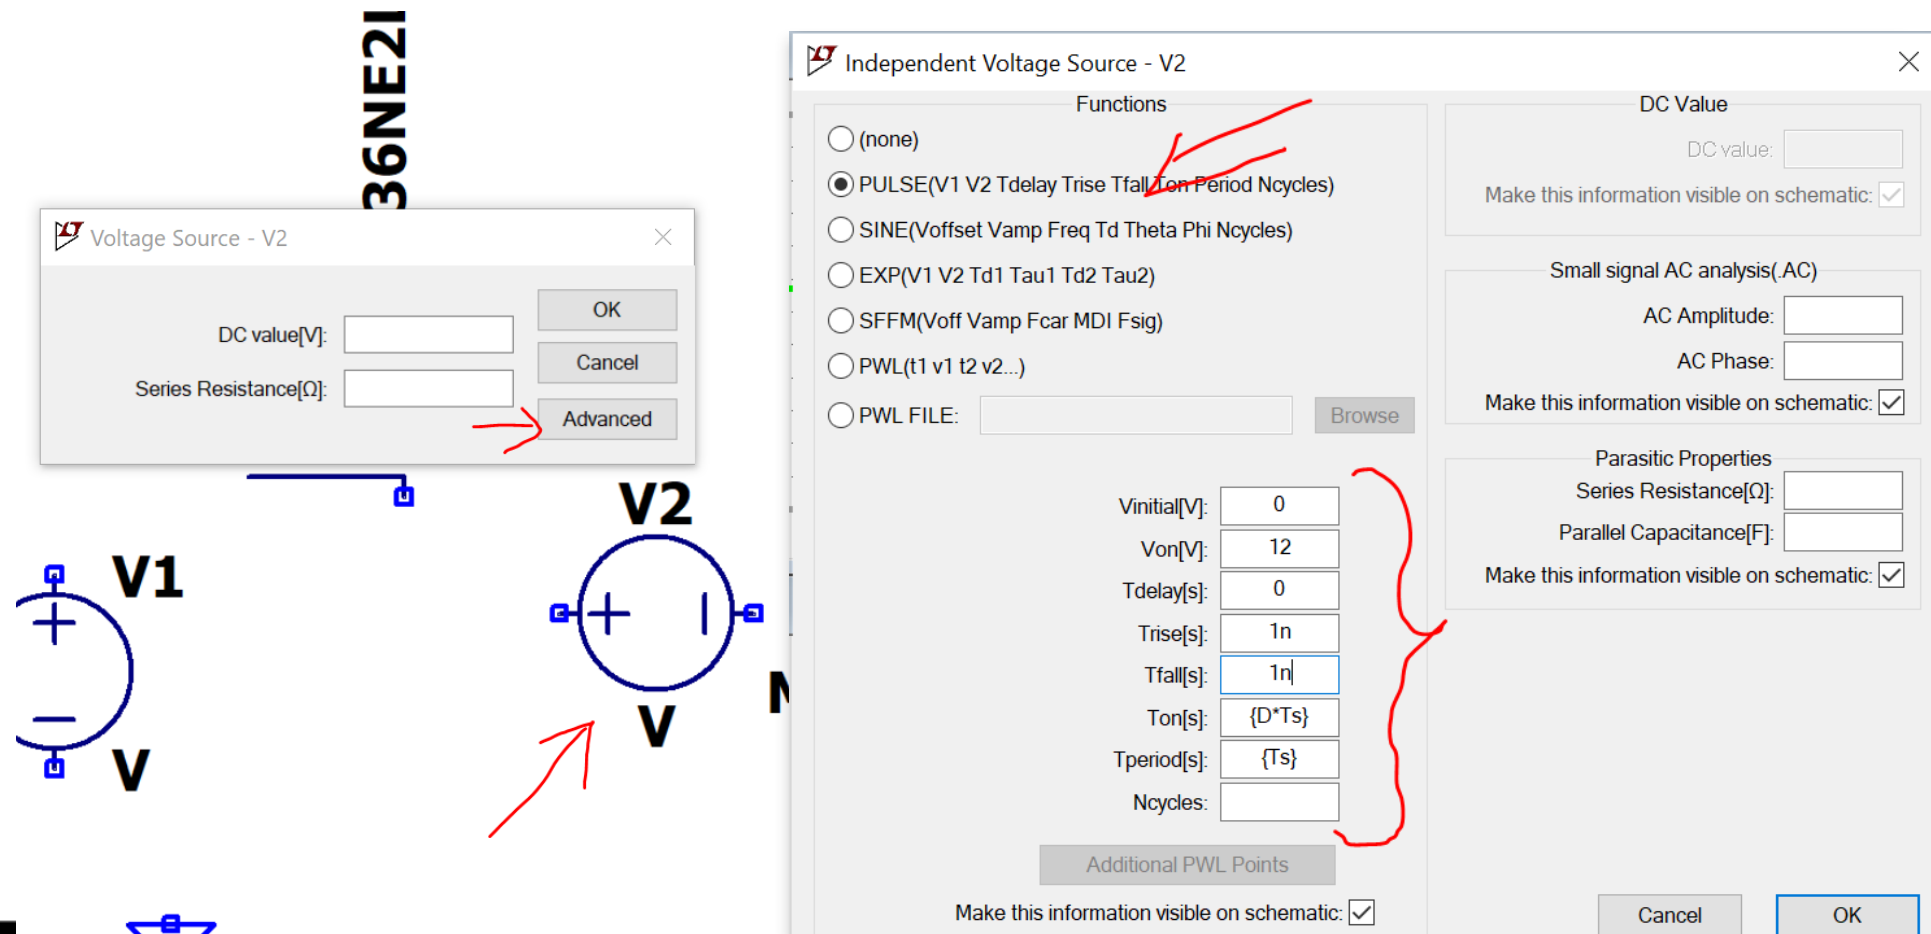 36NE2
Voltage Source - V2
DC value[V]:
Series Resistance[Ω]:
OK
Cancel
Advanced
V1
V
V2
V
Independent Voltage Source - V2
Functions
(none)
PULSE(V1 V2 Tdelay Trise Tfall Ton Period Ncycles)
SINE(Voffset Vamp Freq Td Theta Phi Ncycles)
EXP(V1 V2 Td1 Tau1 Td2 Tau2)
SFFM(Voff Vamp Fcar MDI Fsig)
PWL(t1 v1 t2 v2...)
PWL FILE:
Browse
Vinitial[V]: 0
Von[V]: 12
Tdelay[s]: 0
Trise[s]: 1n
Tfall[s]: 1n
Ton[s]: {D*Ts}
Tperiod[s]: {Ts}
Ncycles:
Additional PWL Points
Make this information visible on schematic:
DC Value
DC value:
Make this information visible on schematic:
Small signal AC analysis(.AC)
AC Amplitude:
AC Phase:
Make this information visible on schematic:
Parasitic Properties
Series Resistance[Ω]:
Parallel Capacitance[F]:
Make this information visible on schematic:
Cancel
OK